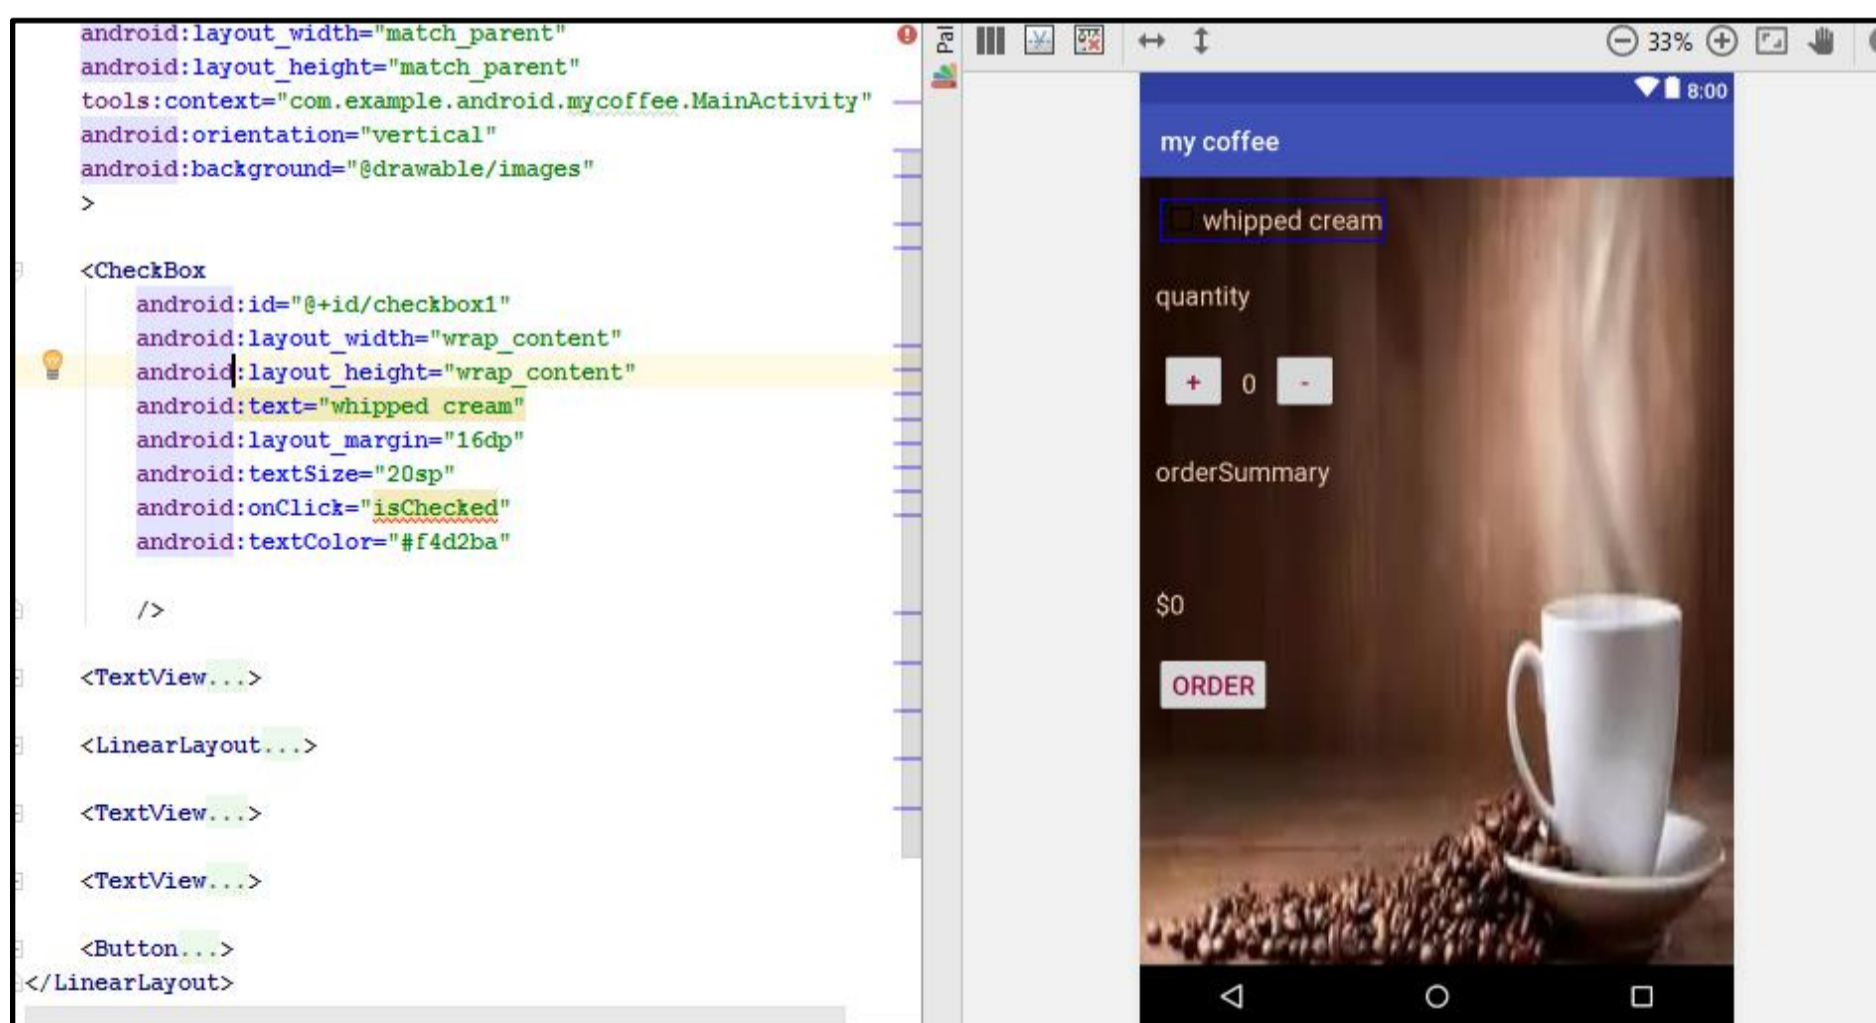 android:layout_width="match_parent"
android:layout_height="match_parent"
tools:context="com.example.android.mycoffee.MainActivity"
android:orientation="vertical"
android:background="@drawable/images"
>
<CheckBox
android:id="@+id/checkbox1"
android:layout_width="wrap_content"
android:layout_height="wrap_content"
android:text="whipped cream"
android:layout_margin="16dp"
android:textSize="20sp"
android:onClick="isChecked"
android:textColor="#f4d2ba"
/>
<TextView...>
<LinearLayout...>
<TextView...>
<TextView...>
<Button...>
</LinearLayout>
Pal
33%
8:00
my coffee
whipped cream
quantity
+ 0 -
orderSummary
$0
ORDER